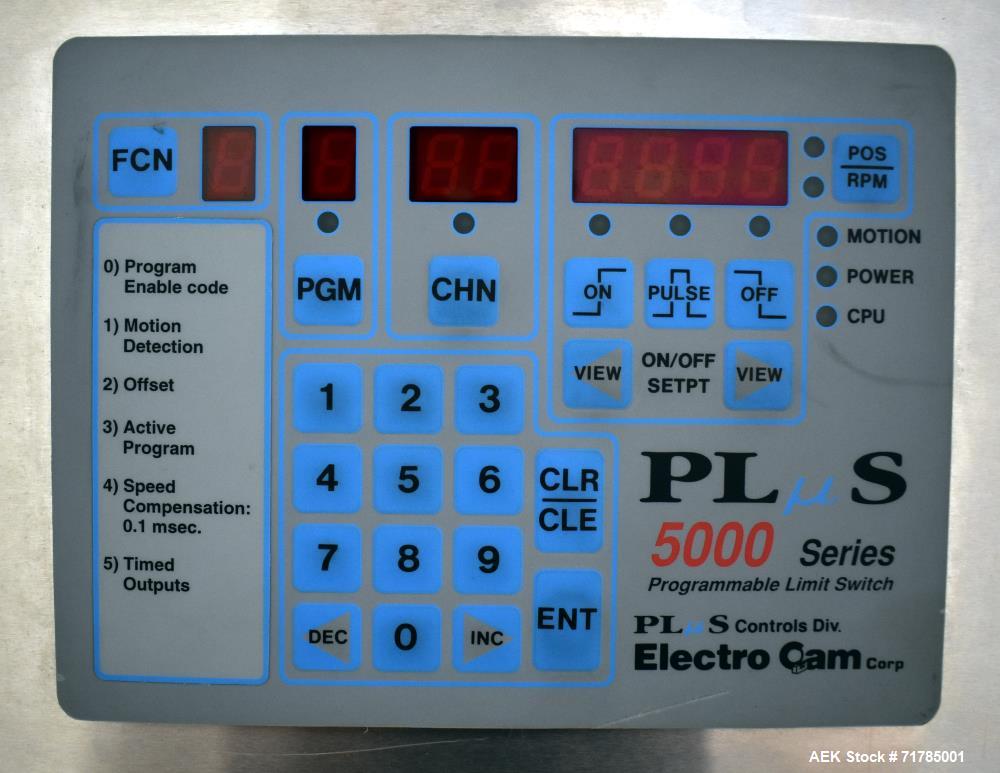 FCN
POS
RPM
MOTION
POWER
CPU
PGM
CHN
ON
PULSE
OFF
VIEW
ON/OFF
SETPT
VIEW
0) Program
Enable code
1) Motion
Detection
2) Offset
3) Active
Program
4) Speed
Compensation:
0.1 msec.
5) Timed
Outputs
1 2 3
4 5 6
7 8 9
DEC 0 INC
CLR
CLE
ENT
PLµS
5000 Series
Programmable Limit Switch
PLµS Controls Div.
Electro Cam Corp
AEK Stock # 71785001